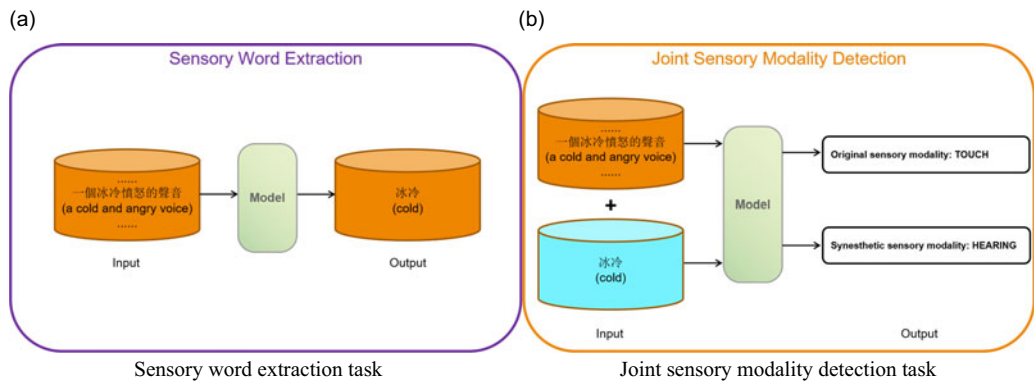 (a)
Sensory Word Extraction
......
一個冰冷憤怒的聲音
(a cold and angry voice)
......
Input
Model
冰冷
(cold)
Output
Sensory word extraction task
(b)
Joint Sensory Modality Detection
......
一個冰冷憤怒的聲音
(a cold and angry voice)
......
+
冰冷
(cold)
Input
Model
Original sensory modality: TOUCH
Synesthetic sensory modality: HEARING
Output
Joint sensory modality detection task